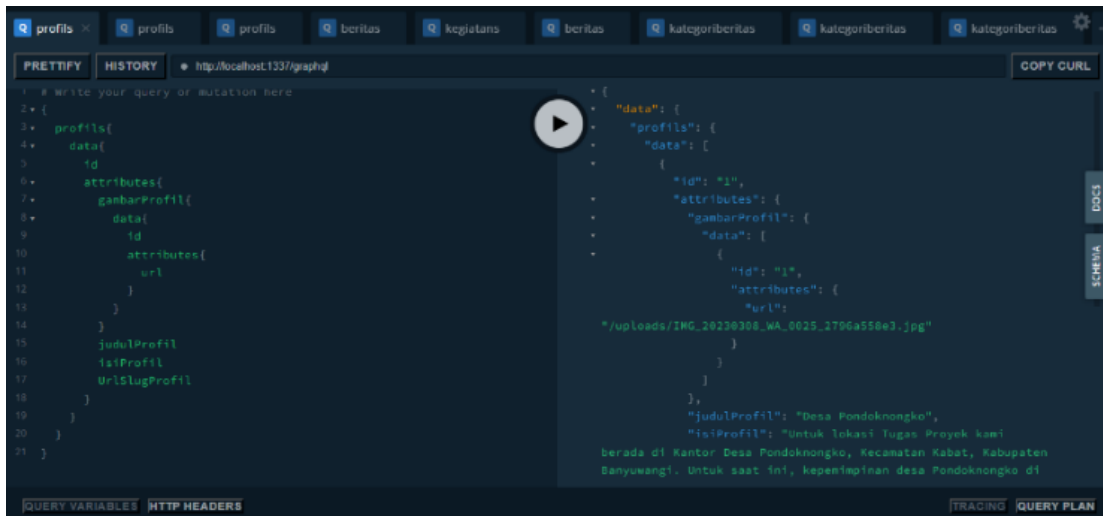 profils × profils profils beritas kegiatans beritas kategoriberitas kategoriberitas kategoriberitas
PRETTIFY HISTORY http://localhost:1337/graphql COPY CURL
1 # Write your query or mutation here
2 {
3 profils{
4 data{
5 id
6 attributes{
7 gambarProfil{
8 data{
9 id
10 attributes{
11 url
12 }
13 }
14 }
15 judulProfil
16 isiProfil
17 UrlSlugProfil
18 }
19 }
20 }
21 }
{
"data": {
"profils": {
"data": [
{
"id": "1",
"attributes": {
"gambarProfil": {
"data": [
{
"id": "1",
"attributes": {
"url":
"/uploads/IMG_20230308_WA_0025_2796a558e3.jpg"
}
}
]
},
"judulProfil": "Desa Pondoknongko",
"isiProfil": "Untuk lokasi Tugas Proyek kami
berada di Kantor Desa Pondoknongko, Kecamatan Kabat, Kabupaten
Banyuwangi. Untuk saat ini, kepemimpinan desa Pondoknongko di
DOCS
SCHEMA
QUERY VARIABLES HTTP HEADERS TRACING QUERY PLAN